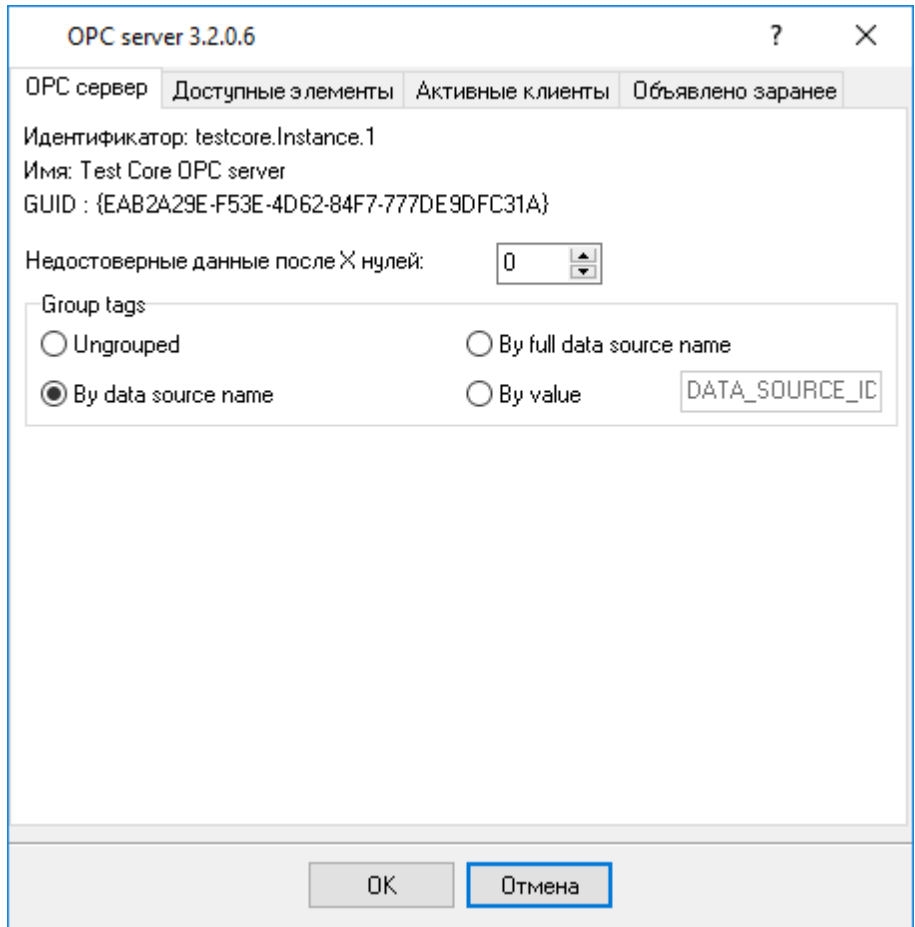 OPC server 3.2.0.6 ?
OPC сервер Доступные элементы Активные клиенты Объявлено заранее
Идентификатор: testcore.Instance.1
Имя: Test Core OPC server
GUID : {EAB2A29E-F53E-4D62-84F7-777DE9DFC31A}
Недостоверные данные после X нулей: 0
Group tags
Ungrouped By full data source name
By data source name By value DATA_SOURCE_ID
OK Отмена